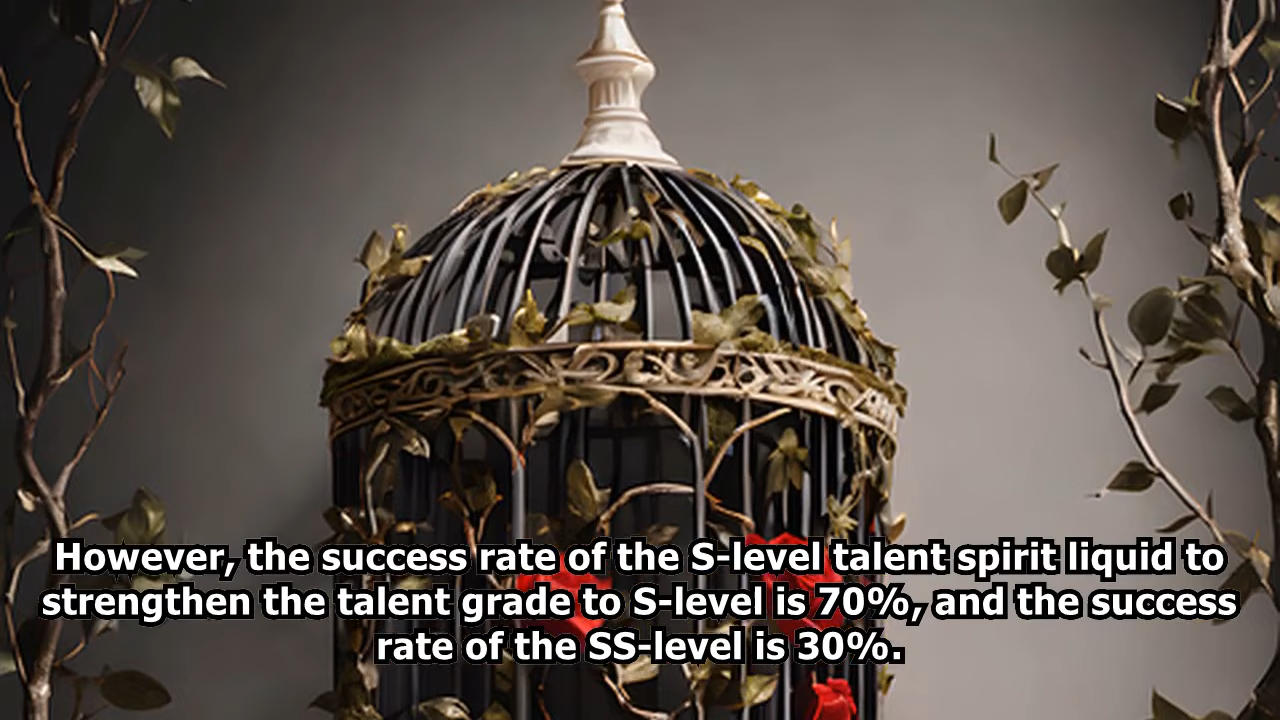 However, the success rate of the S-level talent spirit liquid to
strengthen the talent grade to S-level is 70%, and the success
rate of the SS-level is 30%.